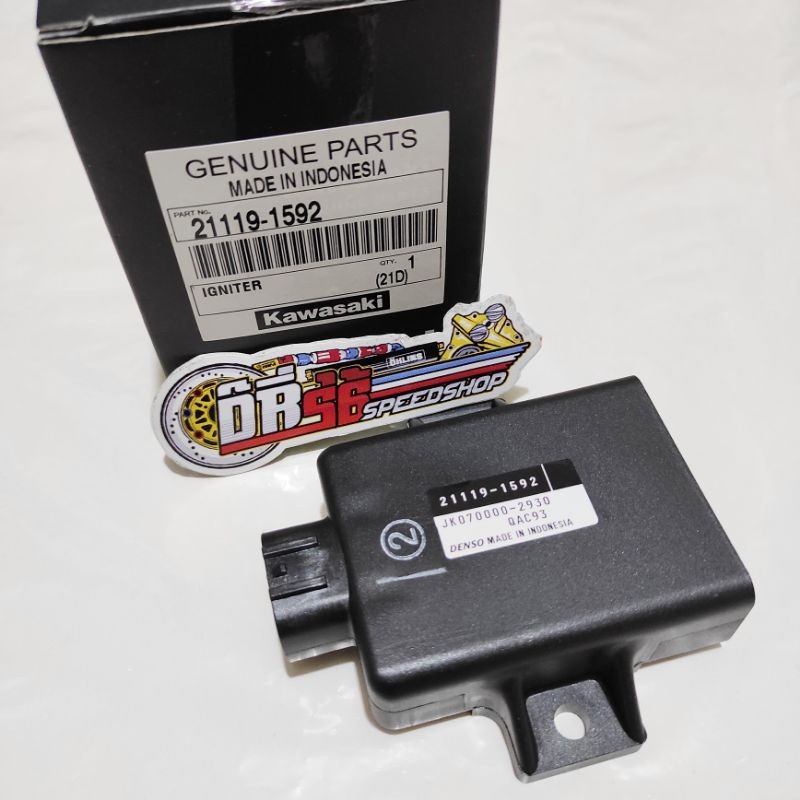 GENUINE PARTS
MADE IN INDONESIA
PART No.
21119-1592
QTY. 1
IGNITER (21D)
Kawasaki
ÖHLINS
SPEEDSHOP
21119-1592
JK070000-2930
QAC93
DENSO MADE IN INDONESIA
2